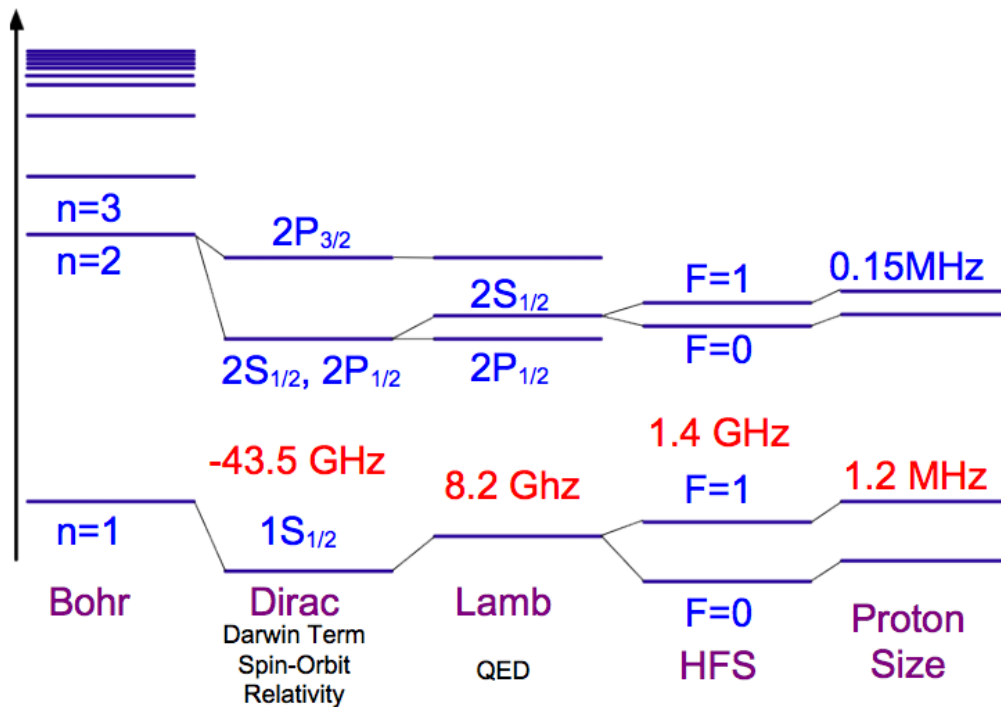 n=3
n=2
n=1
2P3/2
2S1/2, 2P1/2
-43.5 GHz
1S1/2
2S1/2
2P1/2
8.2 Ghz
F=1
F=0
1.4 GHz
F=1
F=0
0.15MHz
1.2 MHz
Bohr
Dirac
Darwin Term
Spin-Orbit
Relativity
Lamb
QED
HFS
Proton
Size